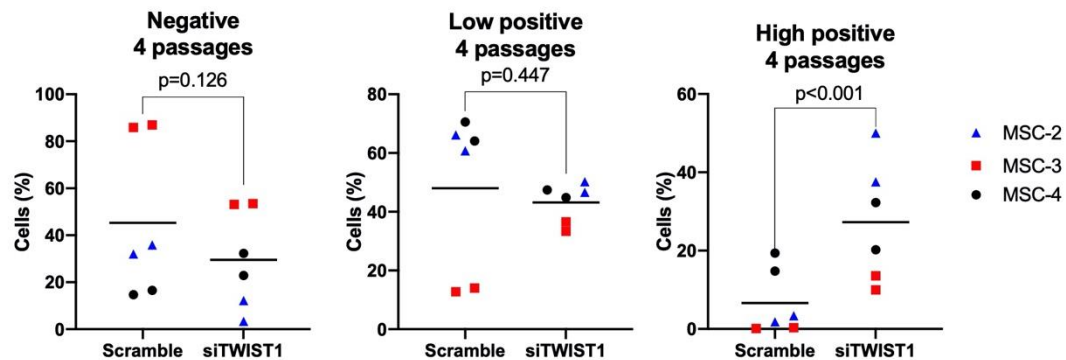 Negative
4 passages
p=0.126
Cells (%)
100
80
60
40
20
0
Scramble siTWIST1
Low positive
4 passages
p=0.447
Cells (%)
80
60
40
20
0
Scramble siTWIST1
High positive
4 passages
p<0.001
Cells (%)
60
40
20
0
Scramble siTWIST1
MSC-2
MSC-3
MSC-4